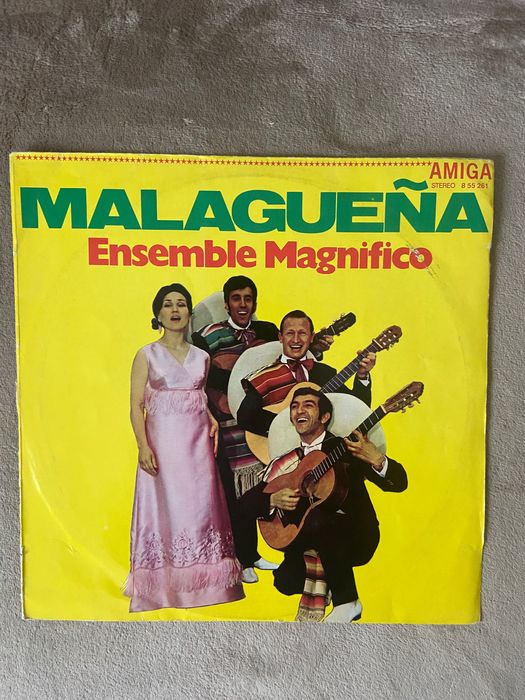 AMIGA
STEREO 8 55 261
MALAGUEÑA
Ensemble Magnifico